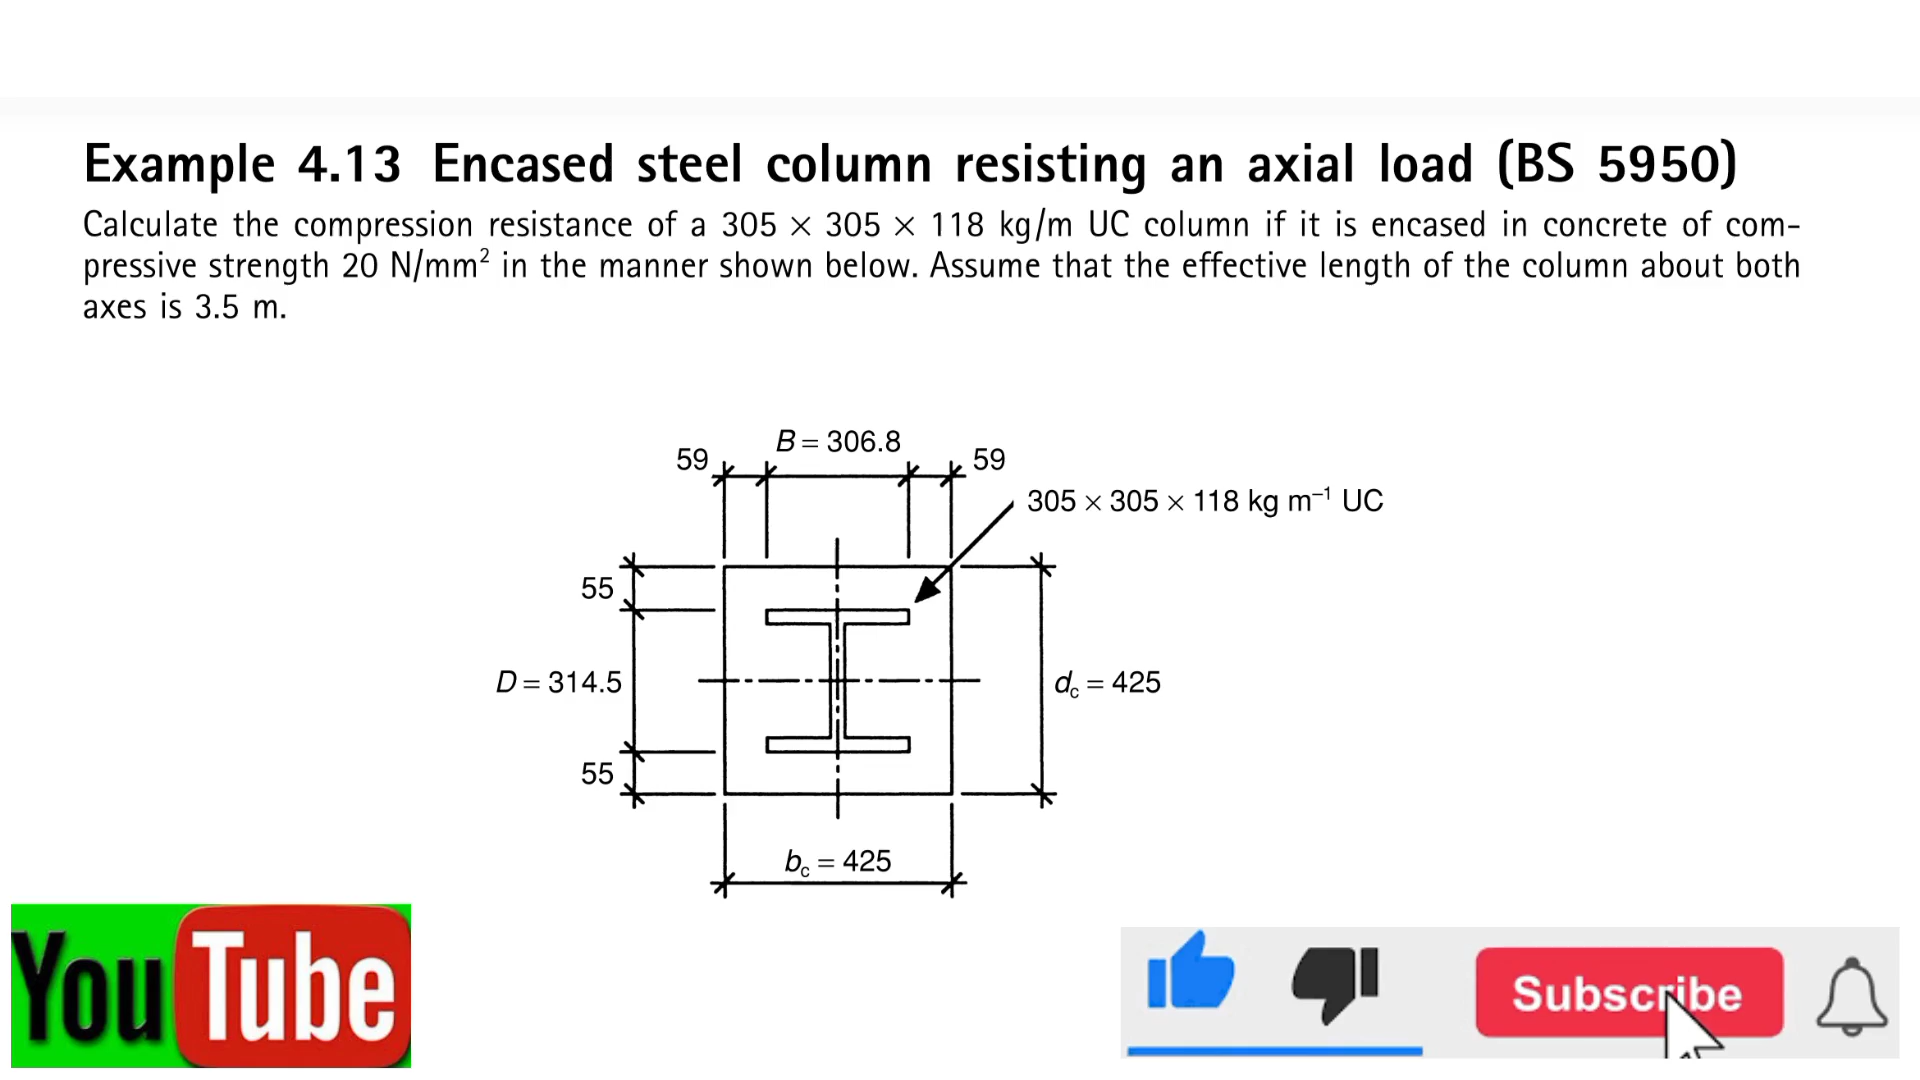 Example 4.13 Encased steel column resisting an axial load (BS 5950)
Calculate the compression resistance of a 305 × 305 × 118 kg/m UC column if it is encased in concrete of com-
pressive strength 20 N/mm² in the manner shown below. Assume that the effective length of the column about both
axes is 3.5 m.
B = 306.8
59
59
305 × 305 × 118 kg m⁻¹ UC
55
D = 314.5
d_c = 425
55
b_c = 425
YouTube
Subscribe